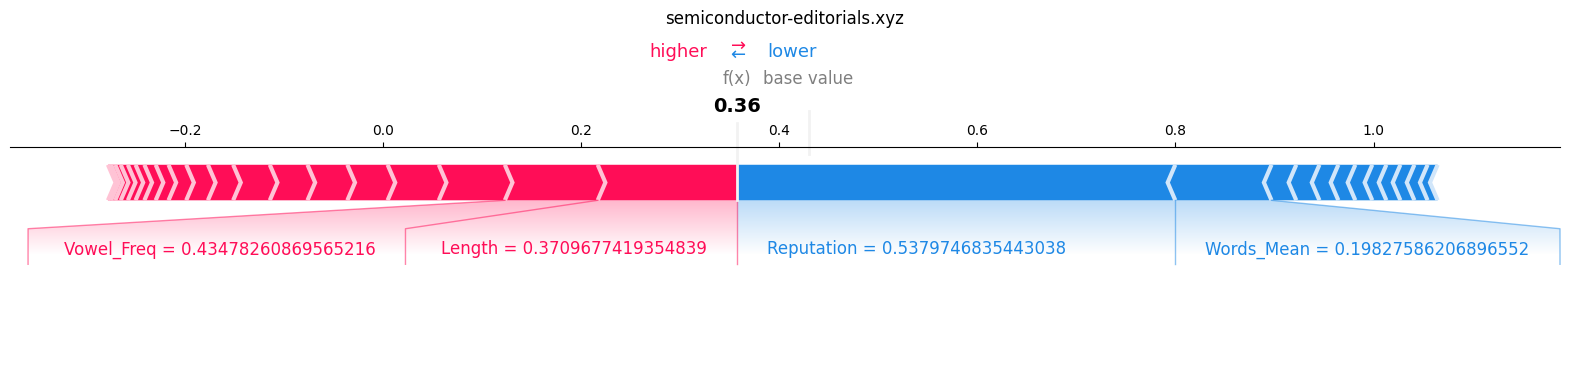 semiconductor-editorials.xyz
higher ⇄ lower
f(x) base value
0.36
−0.2 0.0 0.2 0.4 0.6 0.8 1.0
Vowel_Freq = 0.43478260869565216 Length = 0.3709677419354839 Reputation = 0.5379746835443038 Words_Mean = 0.19827586206896552